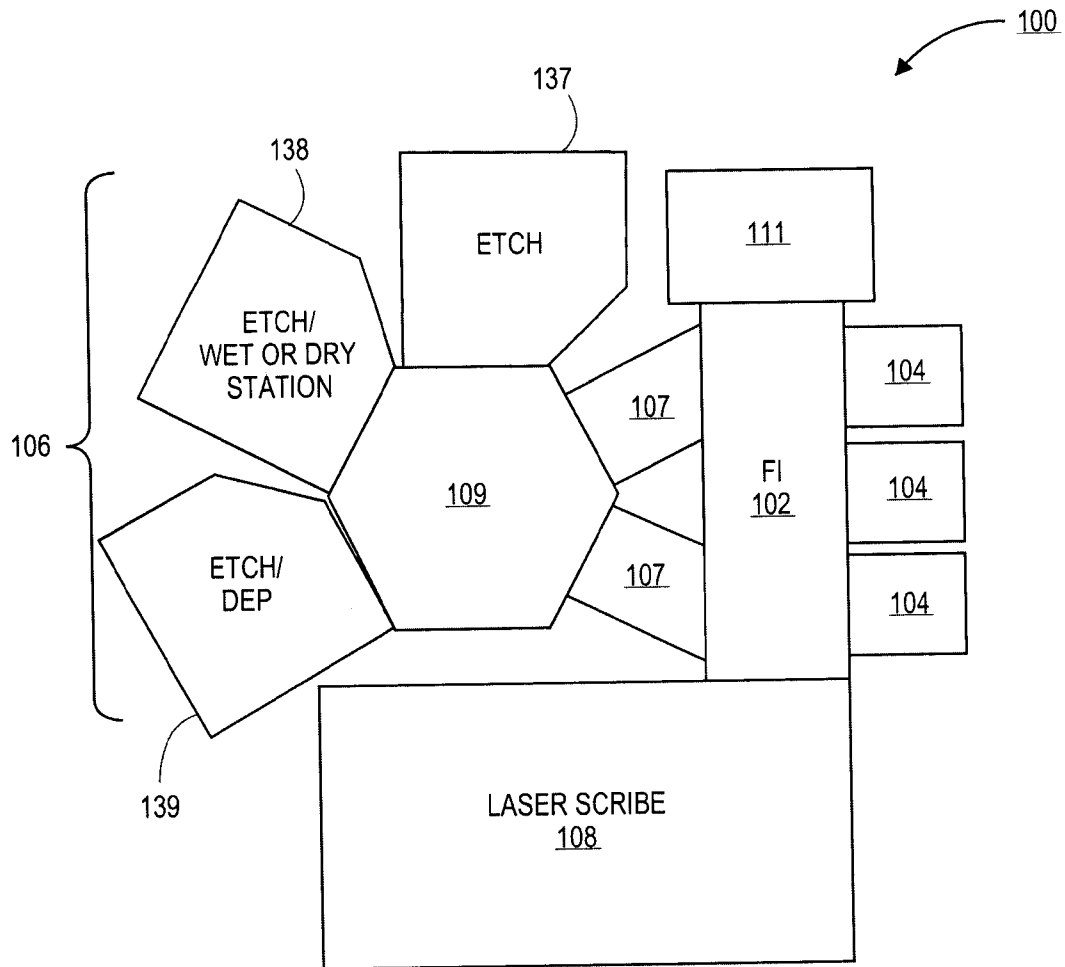 100
137
138
ETCH
111
ETCH/
WET OR DRY
STATION
104
107
106
FI
102
104
109
ETCH/
DEP
107
104
139
LASER SCRIBE
108